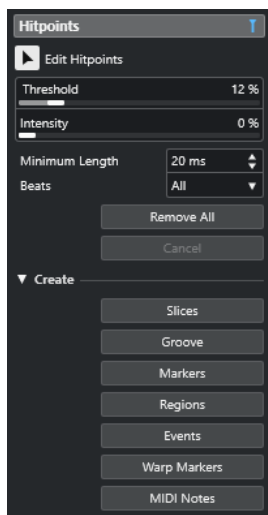 Hitpoints
Edit Hitpoints
Threshold 12 %
Intensity 0 %
Minimum Length 20 ms
Beats All
Remove All
Cancel
Create
Slices
Groove
Markers
Regions
Events
Warp Markers
MIDI Notes